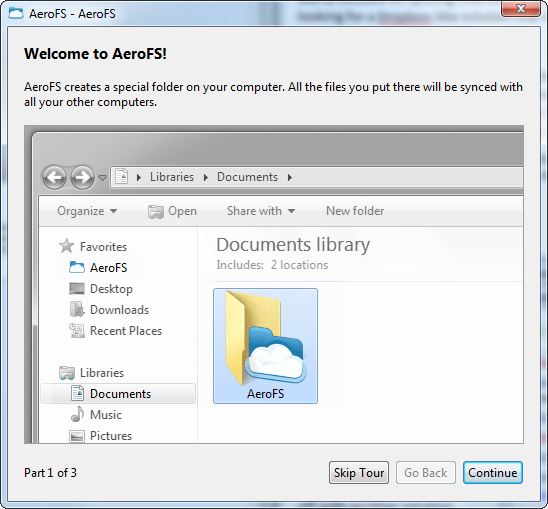 AeroFS - AeroFS
Welcome to AeroFS!
AeroFS creates a special folder on your computer. All the files you put there will be synced with
all your other computers.
Libraries Documents
Organize Open Share with New folder
Favorites
AeroFS
Desktop
Downloads
Recent Places
Libraries
Documents
Music
Pictures
Documents library
Includes: 2 locations
AeroFS
Part 1 of 3
Skip Tour Go Back Continue